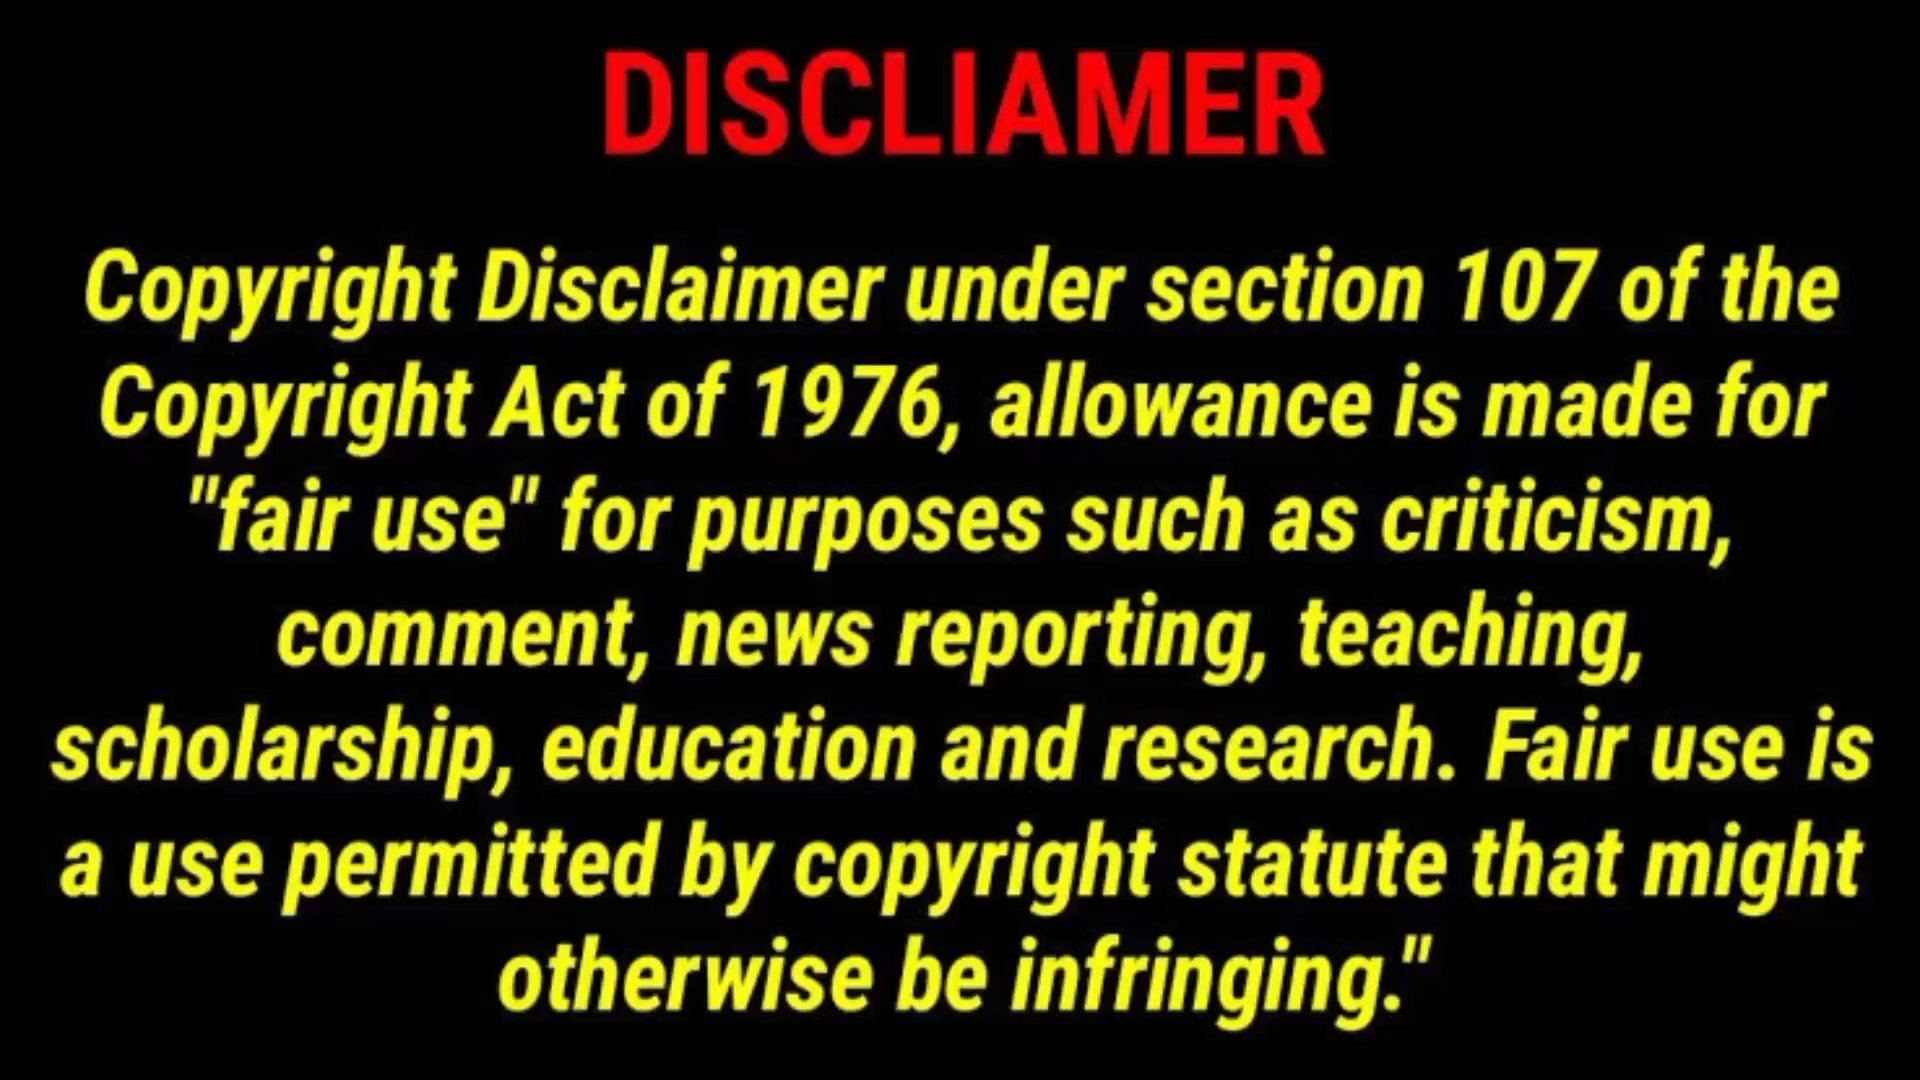 DISCLIAMER
Copyright Disclaimer under section 107 of the
Copyright Act of 1976, allowance is made for
"fair use" for purposes such as criticism,
comment, news reporting, teaching,
scholarship, education and research. Fair use is
a use permitted by copyright statute that might
otherwise be infringing."